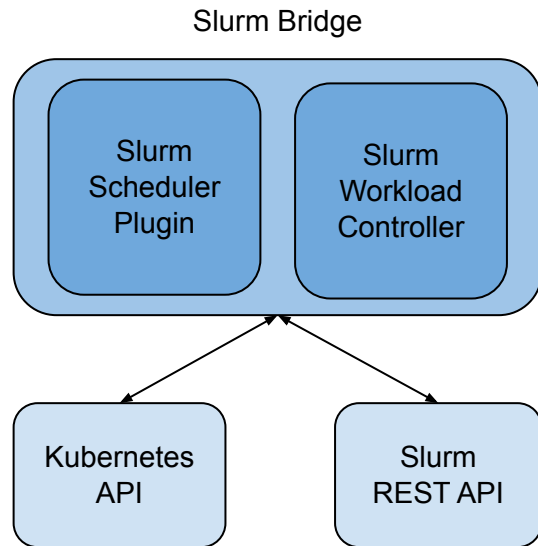 Slurm Bridge
Slurm
Scheduler
Plugin
Slurm
Workload
Controller
Kubernetes
API
Slurm
REST API